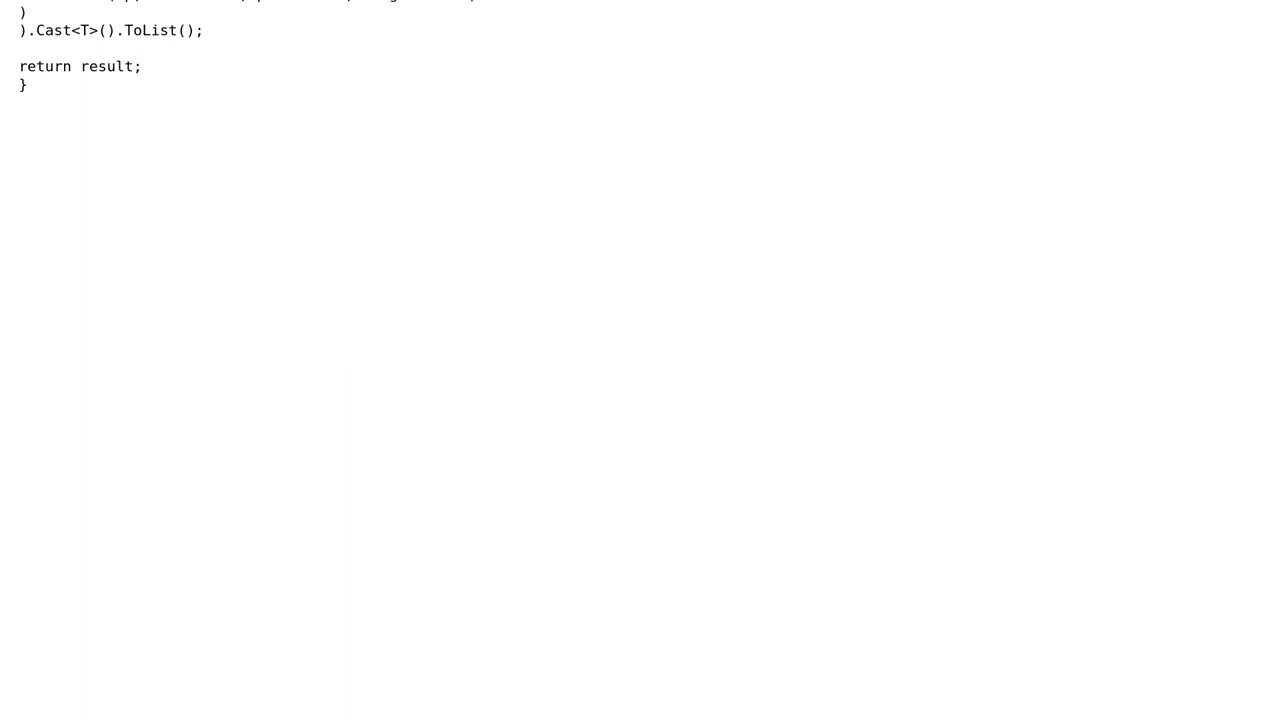 )
).Cast<T>().ToList();
return result;
}